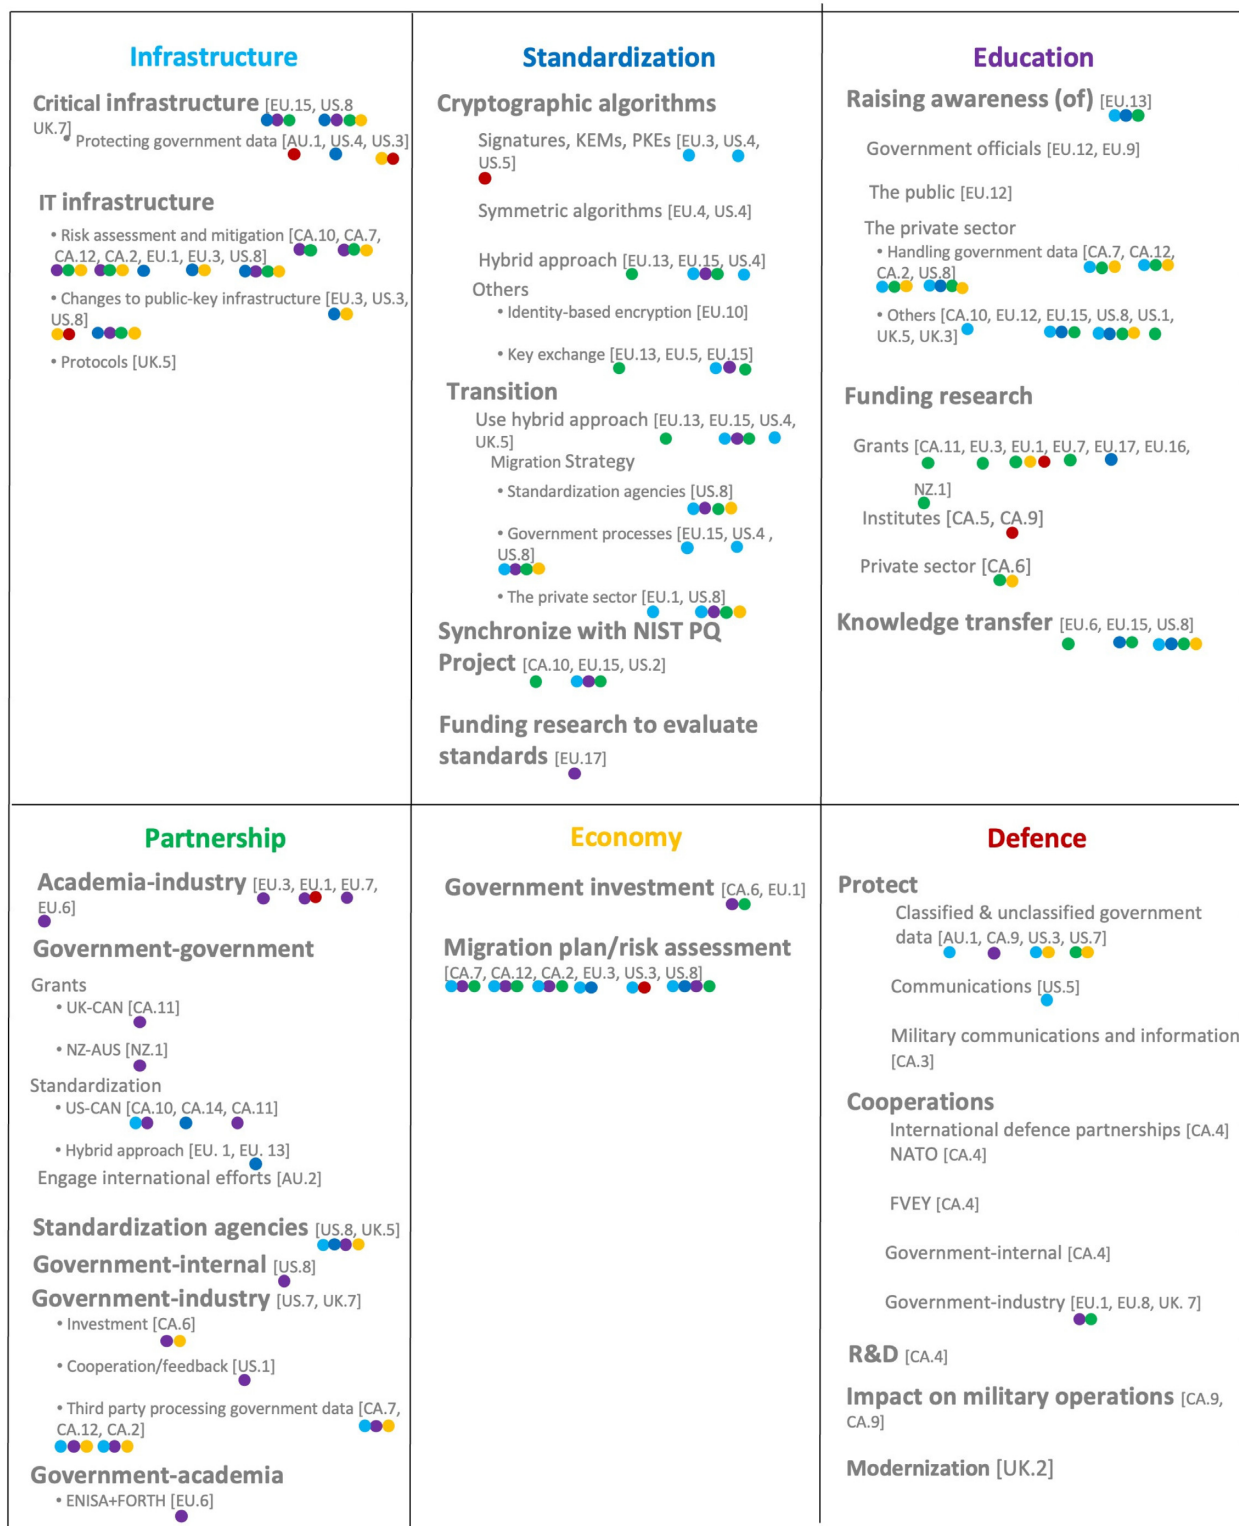 Infrastructure
Critical infrastructure [EU.15, US.8
UK.7]
• Protecting government data [AU.1, US.4, US.3]
IT infrastructure
• Risk assessment and mitigation [CA.10, CA.7,
CA.12, CA.2, EU.1, EU.3, US.8]
• Changes to public-key infrastructure [EU.3, US.3,
US.8]
• Protocols [UK.5]
Standardization
Cryptographic algorithms
Signatures, KEMs, PKEs [EU.3, US.4,
US.5]
Symmetric algorithms [EU.4, US.4]
Hybrid approach [EU.13, EU.15, US.4]
Others
• Identity-based encryption [EU.10]
• Key exchange [EU.13, EU.5, EU.15]
Transition
Use hybrid approach [EU.13, EU.15, US.4,
UK.5]
Migration Strategy
• Standardization agencies [US.8]
• Government processes [EU.15, US.4 ,
US.8]
• The private sector [EU.1, US.8]
Synchronize with NIST PQ
Project [CA.10, EU.15, US.2]
Funding research to evaluate
standards [EU.17]
Education
Raising awareness (of) [EU.13]
Government officials [EU.12, EU.9]
The public [EU.12]
The private sector
• Handling government data [CA.7, CA.12,
CA.2, US.8]
• Others [CA.10, EU.12, EU.15, US.8, US.1,
UK.5, UK.3]
Funding research
Grants [CA.11, EU.3, EU.1, EU.7, EU.17, EU.16,
NZ.1]
Institutes [CA.5, CA.9]
Private sector [CA.6]
Knowledge transfer [EU.6, EU.15, US.8]
Partnership
Academia-industry [EU.3, EU.1, EU.7,
EU.6]
Government-government
Grants
• UK-CAN [CA.11]
• NZ-AUS [NZ.1]
Standardization
• US-CAN [CA.10, CA.14, CA.11]
• Hybrid approach [EU. 1, EU. 13]
Engage international efforts [AU.2]
Standardization agencies [US.8, UK.5]
Government-internal [US.8]
Government-industry [US.7, UK.7]
• Investment [CA.6]
• Cooperation/feedback [US.1]
• Third party processing government data [CA.7,
CA.12, CA.2]
Government-academia
• ENISA+FORTH [EU.6]
Economy
Government investment [CA.6, EU.1]
Migration plan/risk assessment
[CA.7, CA.12, CA.2, EU.3, US.3, US.8]
Defence
Protect
Classified & unclassified government
data [AU.1, CA.9, US.3, US.7]
Communications [US.5]
Military communications and information
[CA.3]
Cooperations
International defence partnerships [CA.4]
NATO [CA.4]
FVEY [CA.4]
Government-internal [CA.4]
Government-industry [EU.1, EU.8, UK. 7]
R&D [CA.4]
Impact on military operations [CA.9,
CA.9]
Modernization [UK.2]